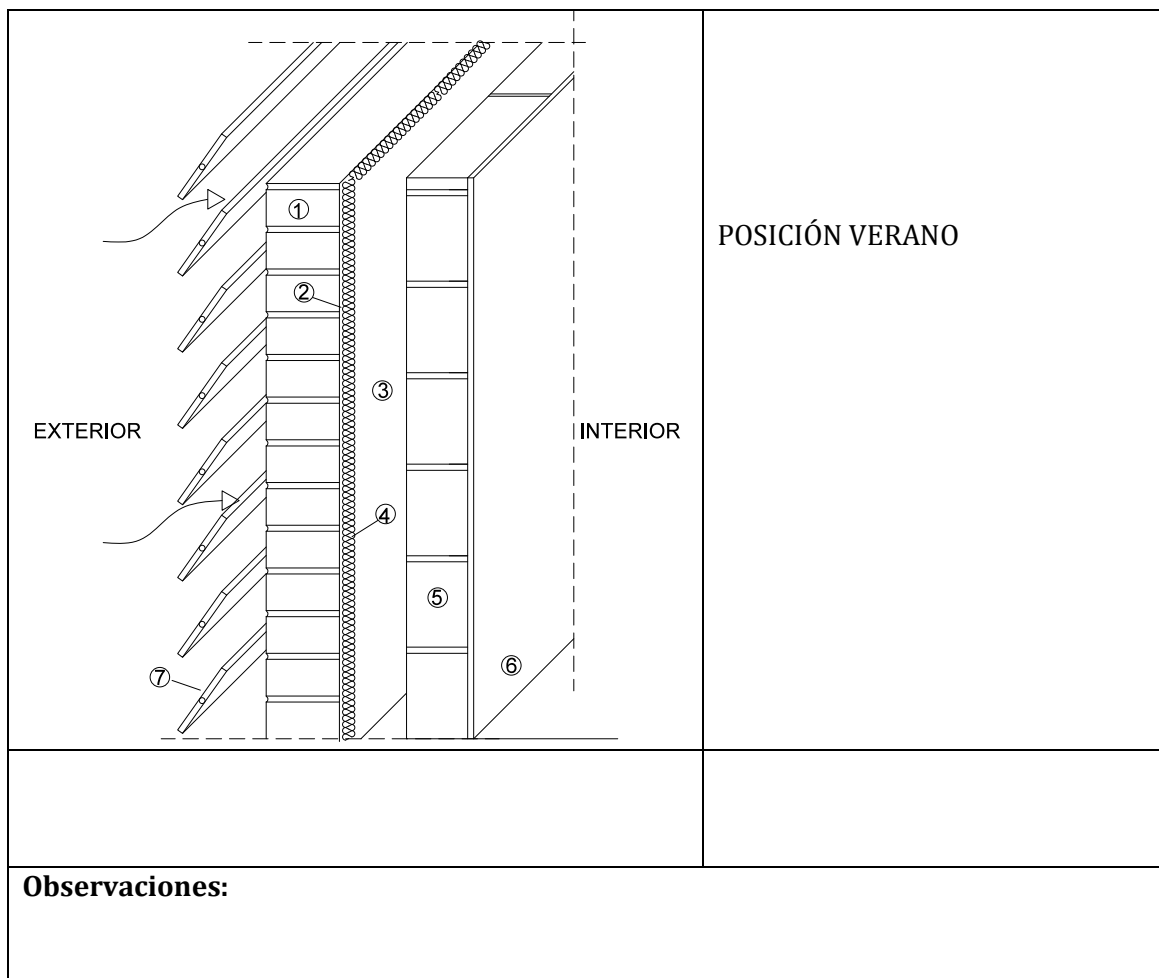 ①
②
③
EXTERIOR
INTERIOR
④
⑤
⑥
⑦
POSICIÓN VERANO
Observaciones: